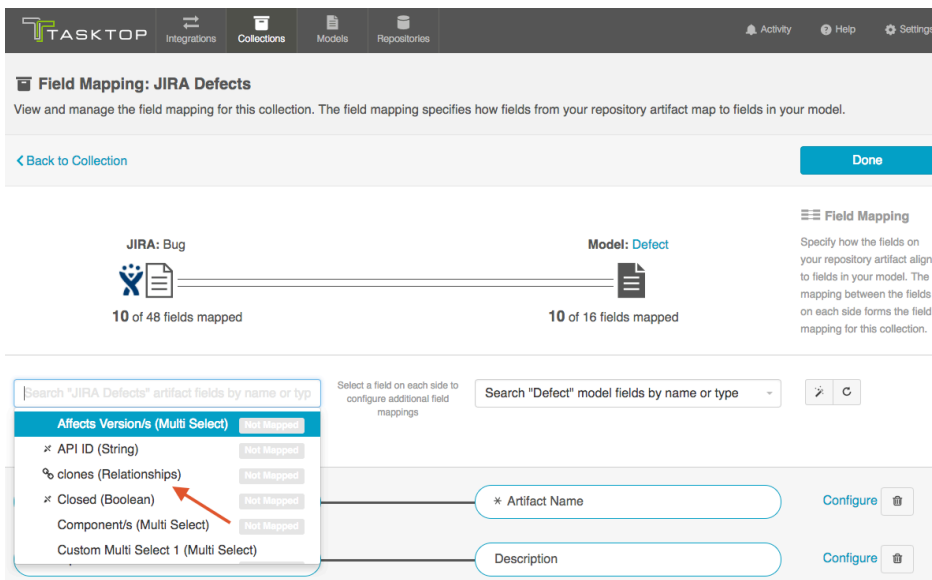 TASKTOP
Integrations
Collections
Models
Repositories
Activity
Help
Settings
Field Mapping: JIRA Defects
View and manage the field mapping for this collection. The field mapping specifies how fields from your repository artifact map to fields in your model.
Back to Collection
Done
JIRA: Bug
10 of 48 fields mapped
Model: Defect
10 of 16 fields mapped
Field Mapping
Specify how the fields on
your repository artifact align
to fields in your model. The
mapping between the fields
on each side forms the field
mapping for this collection.
Search "JIRA Defects" artifact fields by name or typ
Select a field on each side to
configure additional field
mappings
Search "Defect" model fields by name or type
Affects Version/s (Multi Select) Not Mapped
API ID (String) Not Mapped
clones (Relationships) Not Mapped
Closed (Boolean) Not Mapped
Component/s (Multi Select) Not Mapped
Custom Multi Select 1 (Multi Select)
* Artifact Name
Configure
Description
Configure